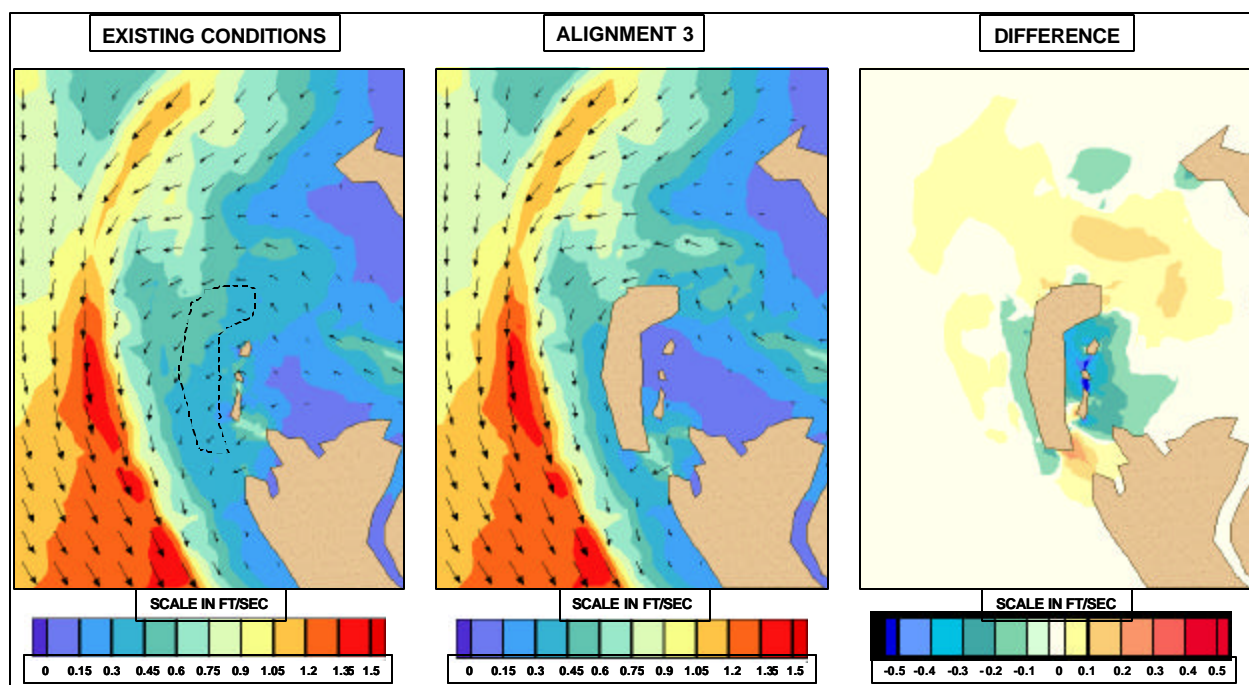 EXISTING CONDITIONS
ALIGNMENT 3
DIFFERENCE
SCALE IN FT/SEC
SCALE IN FT/SEC
SCALE IN FT/SEC
0 0.15 0.3 0.45 0.6 0.75 0.9 1.05 1.2 1.35 1.5
0 0.15 0.3 0.45 0.6 0.75 0.9 1.05 1.2 1.35 1.5
-0.5 -0.4 -0.3 -0.2 -0.1 0 0.1 0.2 0.3 0.4 0.5